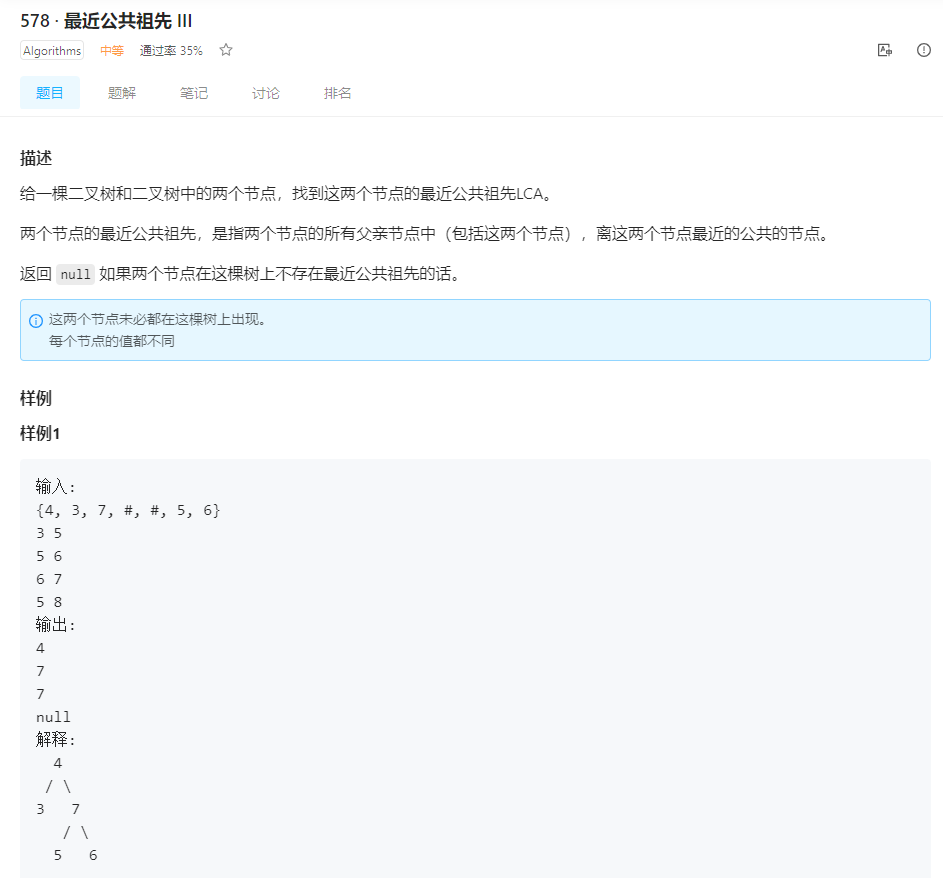 578 · 最近公共祖先 III
Algorithms 中等 通过率 35%
题目 题解 笔记 讨论 排名
描述
给一棵二叉树和二叉树中的两个节点，找到这两个节点的最近公共祖先LCA。
两个节点的最近公共祖先，是指两个节点的所有父亲节点中（包括这两个节点），离这两个节点最近的公共的节点。
返回 null 如果两个节点在这棵树上不存在最近公共祖先的话。
这两个节点未必都在这棵树上出现。
每个节点的值都不同
样例
样例1
输入:
{4, 3, 7, #, #, 5, 6}
3 5
5 6
6 7
5 8
输出:
4
7
7
null
解释:
  4
 / \
3   7
   / \
  5   6